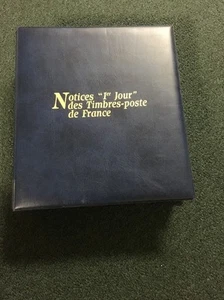 Notices "1er Jour"
des Timbres-poste
de France